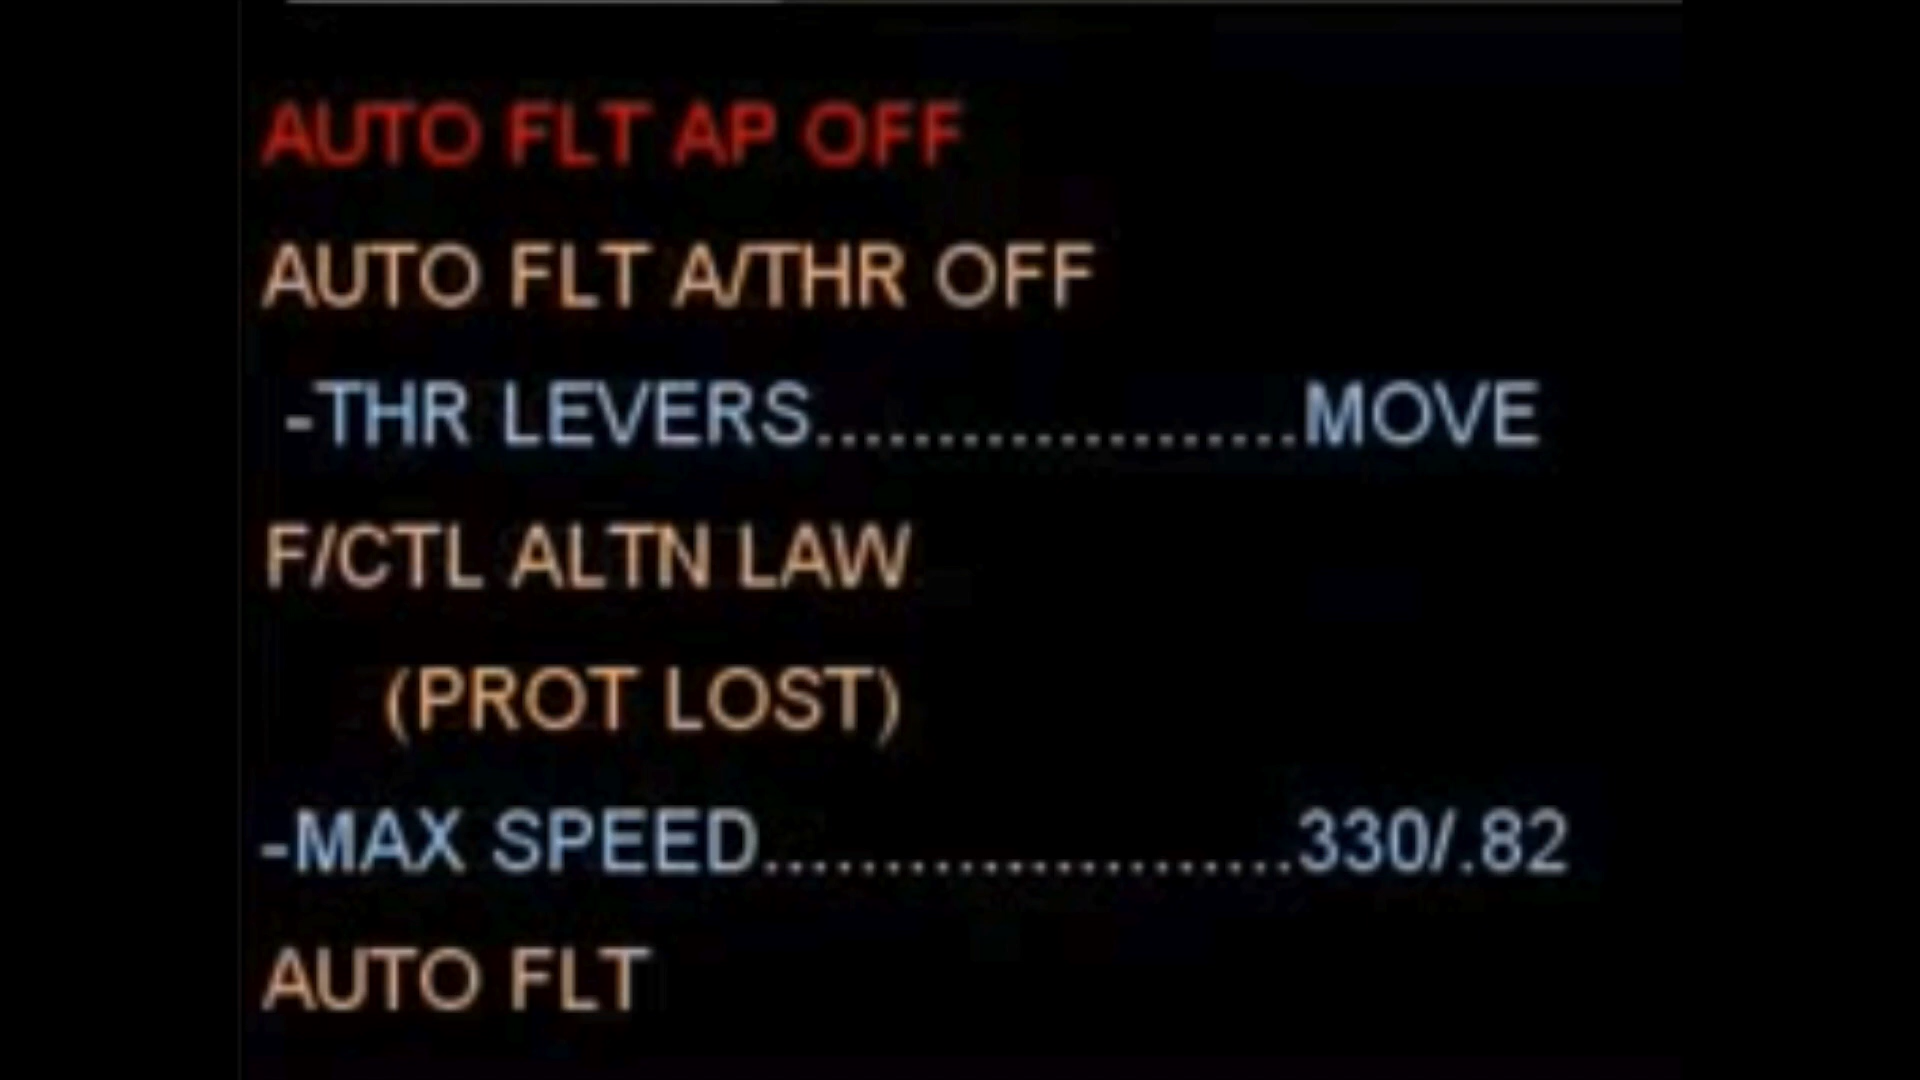 AUTO FLT AP OFF
AUTO FLT A/THR OFF
-THR LEVERS....................MOVE
F/CTL ALTN LAW
(PROT LOST)
-MAX SPEED......................330/.82
AUTO FLT